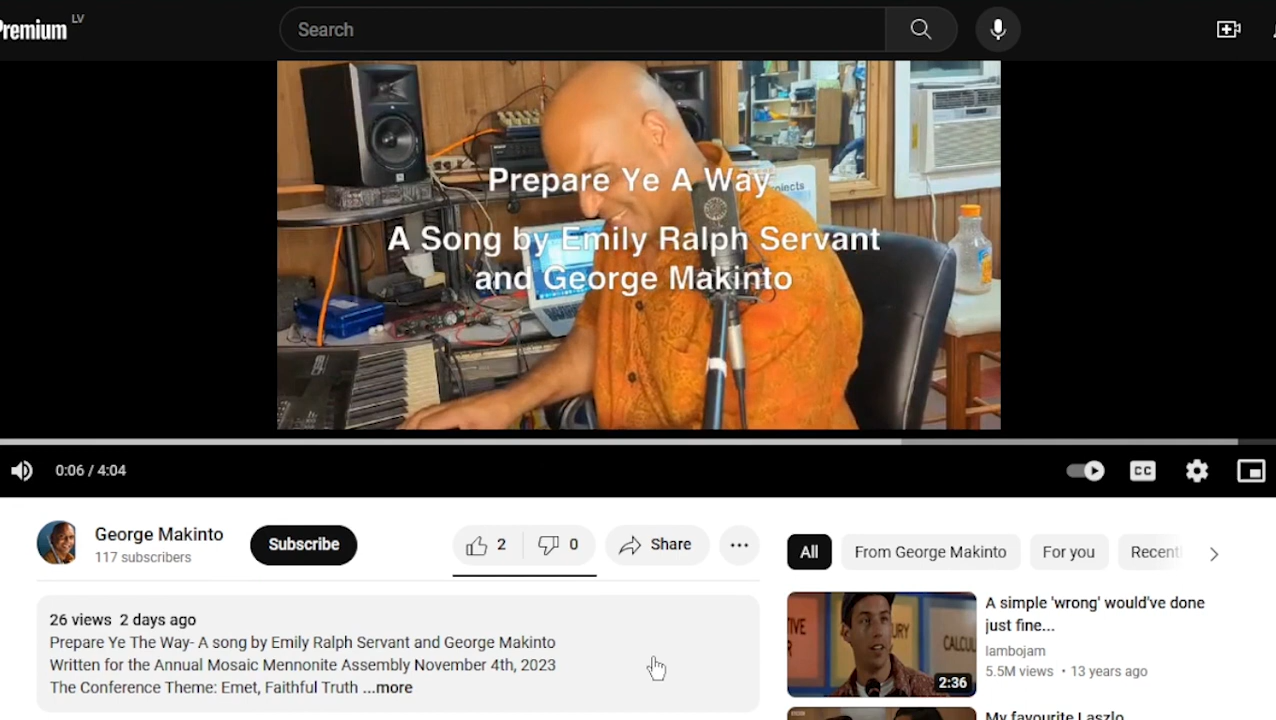 Premium LV
Search
Prepare Ye A Way
A Song by Emily Ralph Servant
and George Makinto
0:06 / 4:04
CC
George Makinto
117 subscribers
Subscribe
2
0
Share
26 views 2 days ago
Prepare Ye The Way- A song by Emily Ralph Servant and George Makinto
Written for the Annual Mosaic Mennonite Assembly November 4th, 2023
The Conference Theme: Emet, Faithful Truth ...more
All
From George Makinto
For you
Recent
2:36
A simple 'wrong' would've done
just fine...
lambojam
5.5M views • 13 years ago
My favourite Laszlo